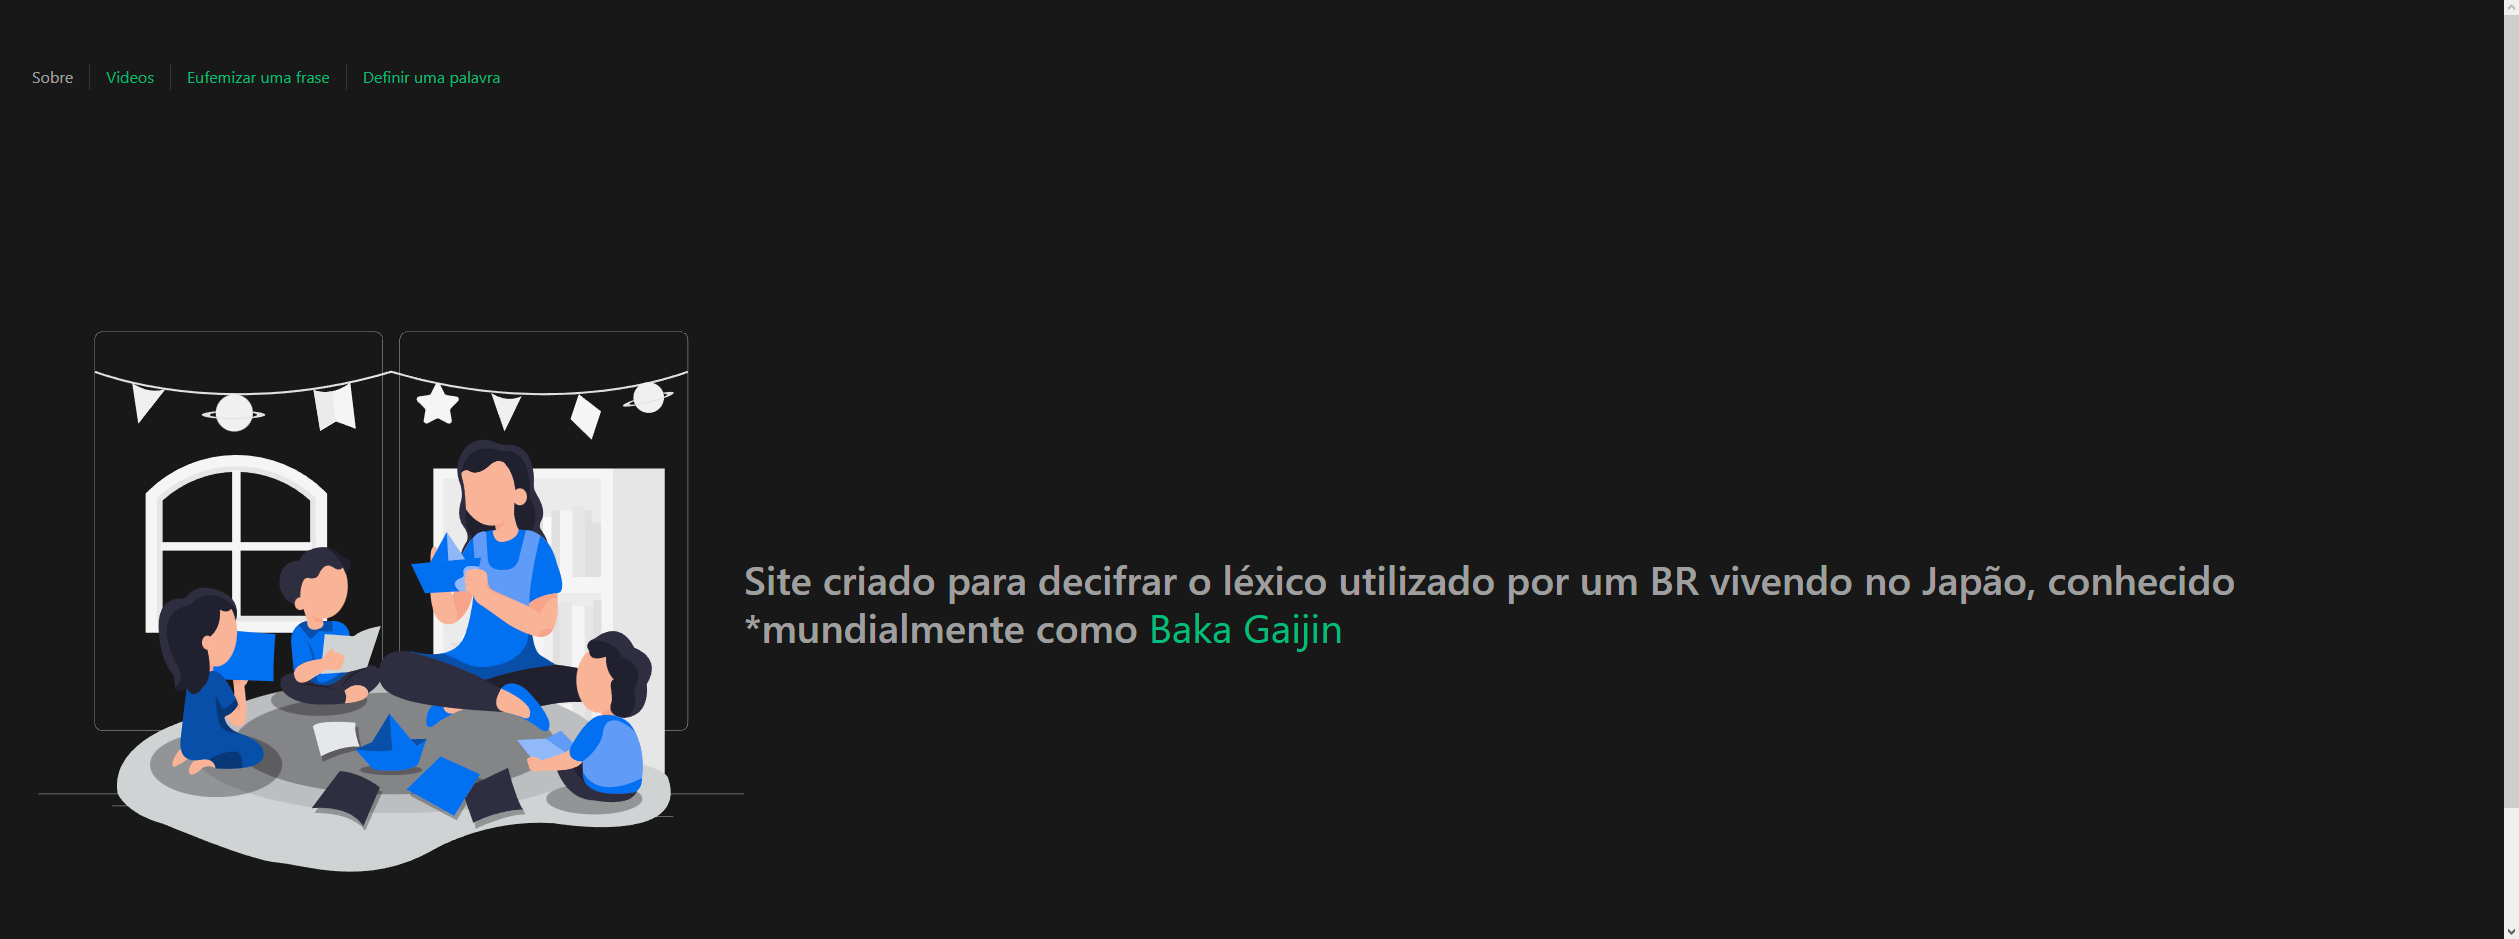 Sobre Videos Eufemizar uma frase Definir uma palavra
Site criado para decifrar o léxico utilizado por um BR vivendo no Japão, conhecido
*mundialmente como Baka Gaijin